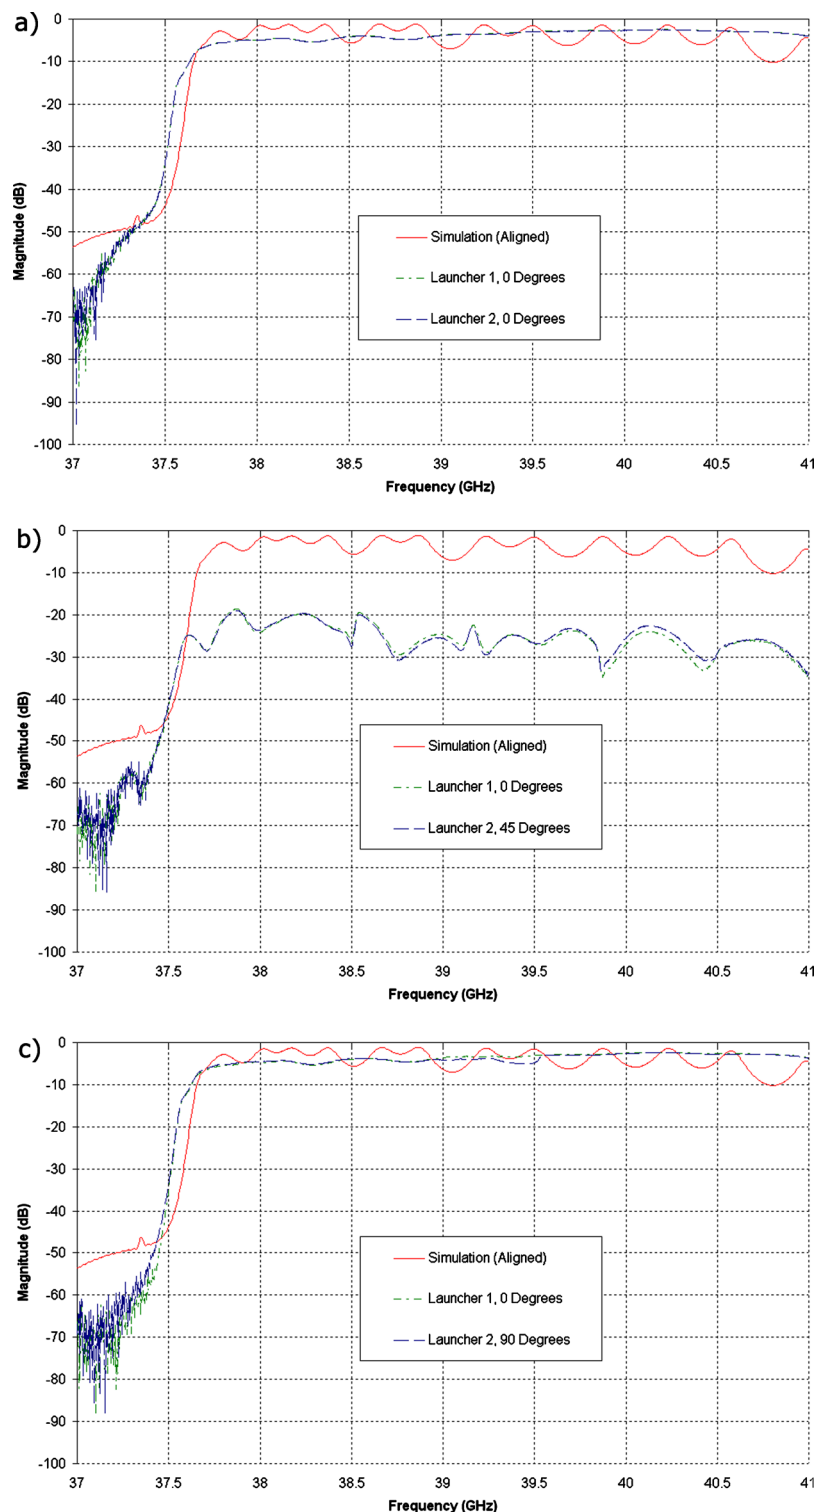 a)
0
-10
-20
-30
-40
-50
-60
-70
-80
-90
-100
Magnitude (dB)
Simulation (Aligned)
Launcher 1, 0 Degrees
Launcher 2, 0 Degrees
37 37.5 38 38.5 39 39.5 40 40.5 41
Frequency (GHz)
b)
0
-10
-20
-30
-40
-50
-60
-70
-80
-90
-100
Magnitude (dB)
Simulation (Aligned)
Launcher 1, 0 Degrees
Launcher 2, 45 Degrees
37 37.5 38 38.5 39 39.5 40 40.5 41
Frequency (GHz)
c)
0
-10
-20
-30
-40
-50
-60
-70
-80
-90
-100
Magnitude (dB)
Simulation (Aligned)
Launcher 1, 0 Degrees
Launcher 2, 90 Degrees
37 37.5 38 38.5 39 39.5 40 40.5 41
Frequency (GHz)